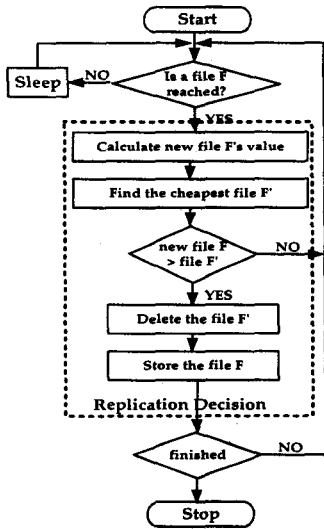 Start
Is a file F
reached?
NO
Sleep
YES
Calculate new file F's value
Find the cheapest file F'
new file F
> file F'
NO
YES
Delete the file F'
Store the file F
Replication Decision
finished
NO
Stop